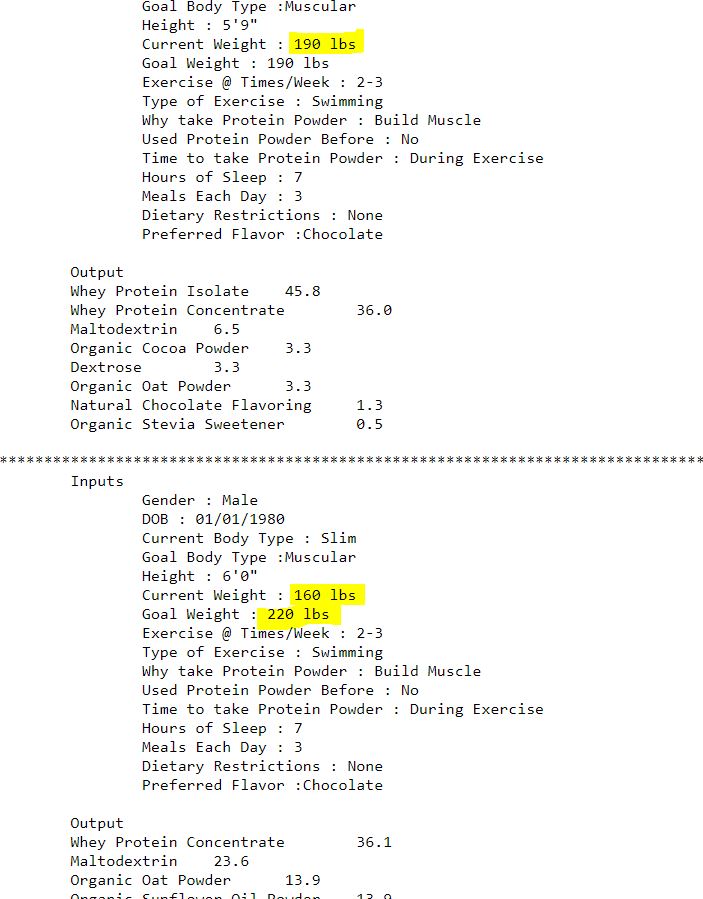 Goal Body Type :Muscular
Height : 5'9"
Current Weight : 190 lbs
Goal Weight : 190 lbs
Exercise @ Times/Week : 2-3
Type of Exercise : Swimming
Why take Protein Powder : Build Muscle
Used Protein Powder Before : No
Time to take Protein Powder : During Exercise
Hours of Sleep : 7
Meals Each Day : 3
Dietary Restrictions : None
Preferred Flavor :Chocolate
Output
Whey Protein Isolate 45.8
Whey Protein Concentrate 36.0
Maltodextrin 6.5
Organic Cocoa Powder 3.3
Dextrose 3.3
Organic Oat Powder 3.3
Natural Chocolate Flavoring 1.3
Organic Stevia Sweetener 0.5
*******************************************************************************
Inputs
Gender : Male
DOB : 01/01/1980
Current Body Type : Slim
Goal Body Type :Muscular
Height : 6'0"
Current Weight : 160 lbs
Goal Weight : 220 lbs
Exercise @ Times/Week : 2-3
Type of Exercise : Swimming
Why take Protein Powder : Build Muscle
Used Protein Powder Before : No
Time to take Protein Powder : During Exercise
Hours of Sleep : 7
Meals Each Day : 3
Dietary Restrictions : None
Preferred Flavor :Chocolate
Output
Whey Protein Concentrate 36.1
Maltodextrin 23.6
Organic Oat Powder 13.9
Organic Sunflower Oil Powder 13.9